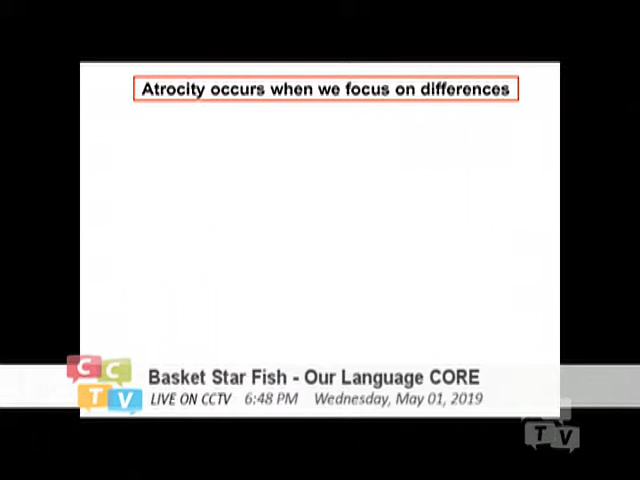 Atrocity occurs when we focus on differences
CC
TV
Basket Star Fish - Our Language CORE
LIVE ON CCTV 6:48 PM Wednesday, May 01, 2019
TV